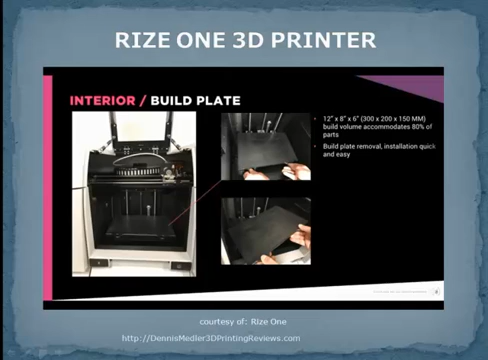 RIZE ONE 3D PRINTER
INTERIOR / BUILD PLATE
• 12” x 8” x 6” (300 x 200 x 150 MM)
build volume accommodates 80% of
parts
• Build plate removal, installation quick
and easy
courtesy of: Rize One
http://DennisMedler3DPrintingReviews.com